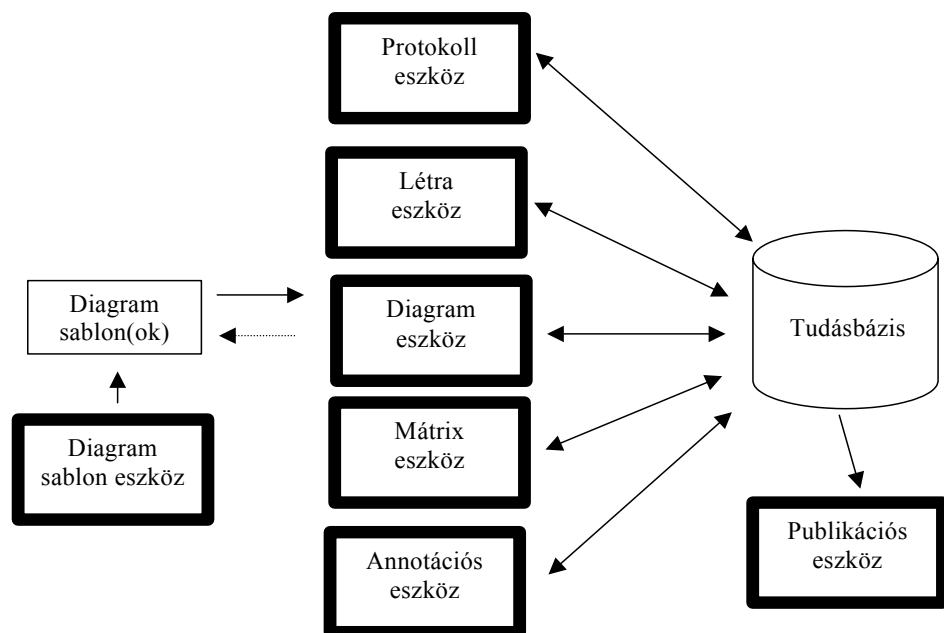 Protokoll
eszköz
Létra
eszköz
Diagram
sablon(ok)
Diagram
eszköz
Tudásbázis
Diagram
sablon eszköz
Mátrix
eszköz
Annotációs
eszköz
Publikációs
eszköz